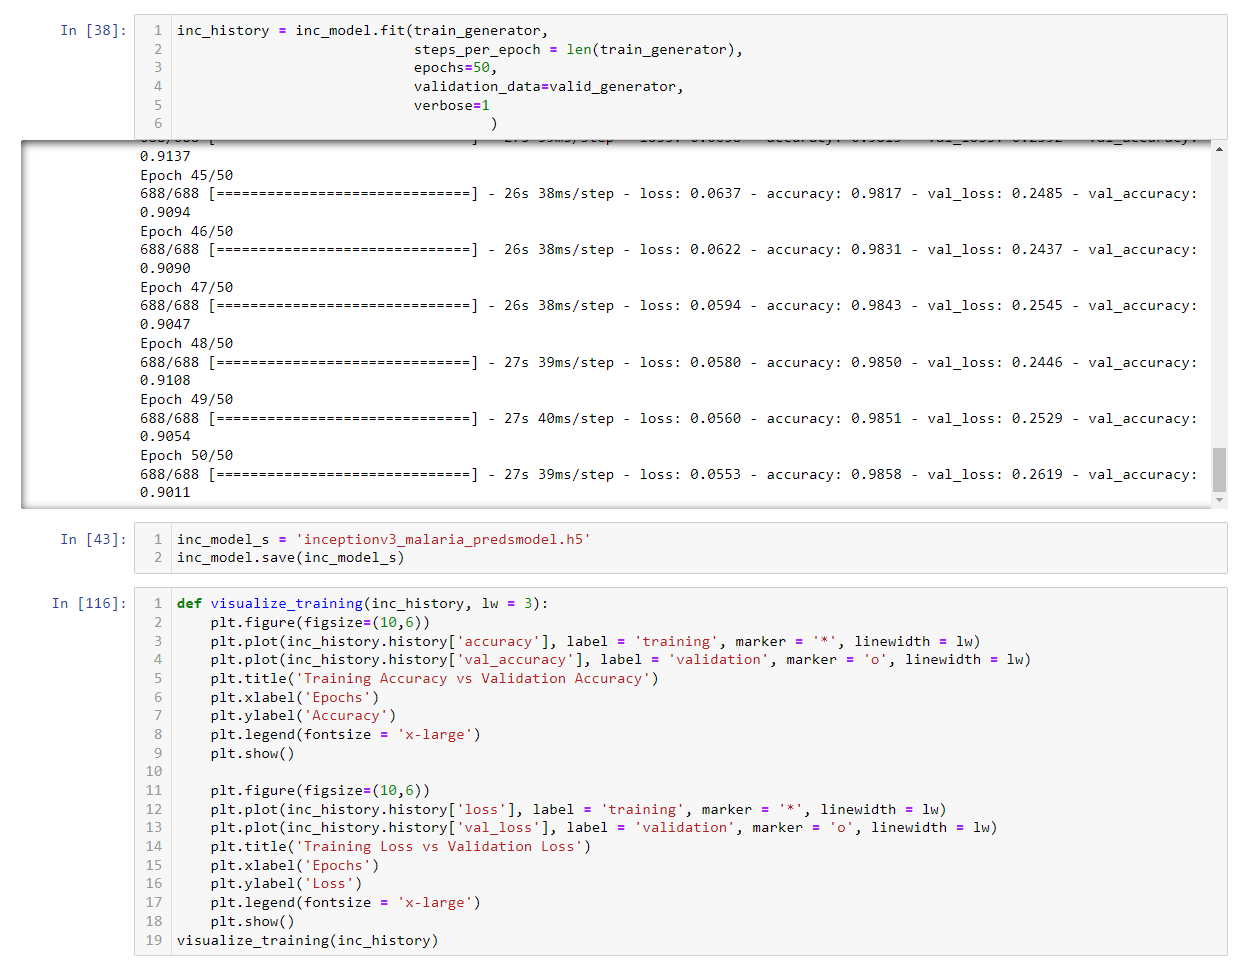 In [38]:
1 inc_history = inc_model.fit(train_generator,
2 steps_per_epoch = len(train_generator),
3 epochs=50,
4 validation_data=valid_generator,
5 verbose=1
6 )
0.9137
Epoch 45/50
688/688 [==============================] - 26s 38ms/step - loss: 0.0637 - accuracy: 0.9817 - val_loss: 0.2485 - val_accuracy:
0.9094
Epoch 46/50
688/688 [==============================] - 26s 38ms/step - loss: 0.0622 - accuracy: 0.9831 - val_loss: 0.2437 - val_accuracy:
0.9090
Epoch 47/50
688/688 [==============================] - 26s 38ms/step - loss: 0.0594 - accuracy: 0.9843 - val_loss: 0.2545 - val_accuracy:
0.9047
Epoch 48/50
688/688 [==============================] - 27s 39ms/step - loss: 0.0580 - accuracy: 0.9850 - val_loss: 0.2446 - val_accuracy:
0.9108
Epoch 49/50
688/688 [==============================] - 27s 40ms/step - loss: 0.0560 - accuracy: 0.9851 - val_loss: 0.2529 - val_accuracy:
0.9054
Epoch 50/50
688/688 [==============================] - 27s 39ms/step - loss: 0.0553 - accuracy: 0.9858 - val_loss: 0.2619 - val_accuracy:
0.9011
In [43]:
1 inc_model_s = 'inceptionv3_malaria_predsmodel.h5'
2 inc_model.save(inc_model_s)
In [116]:
1 def visualize_training(inc_history, lw = 3):
2 plt.figure(figsize=(10,6))
3 plt.plot(inc_history.history['accuracy'], label = 'training', marker = '*', linewidth = lw)
4 plt.plot(inc_history.history['val_accuracy'], label = 'validation', marker = 'o', linewidth = lw)
5 plt.title('Training Accuracy vs Validation Accuracy')
6 plt.xlabel('Epochs')
7 plt.ylabel('Accuracy')
8 plt.legend(fontsize = 'x-large')
9 plt.show()
10
11 plt.figure(figsize=(10,6))
12 plt.plot(inc_history.history['loss'], label = 'training', marker = '*', linewidth = lw)
13 plt.plot(inc_history.history['val_loss'], label = 'validation', marker = 'o', linewidth = lw)
14 plt.title('Training Loss vs Validation Loss')
15 plt.xlabel('Epochs')
16 plt.ylabel('Loss')
17 plt.legend(fontsize = 'x-large')
18 plt.show()
19 visualize_training(inc_history)